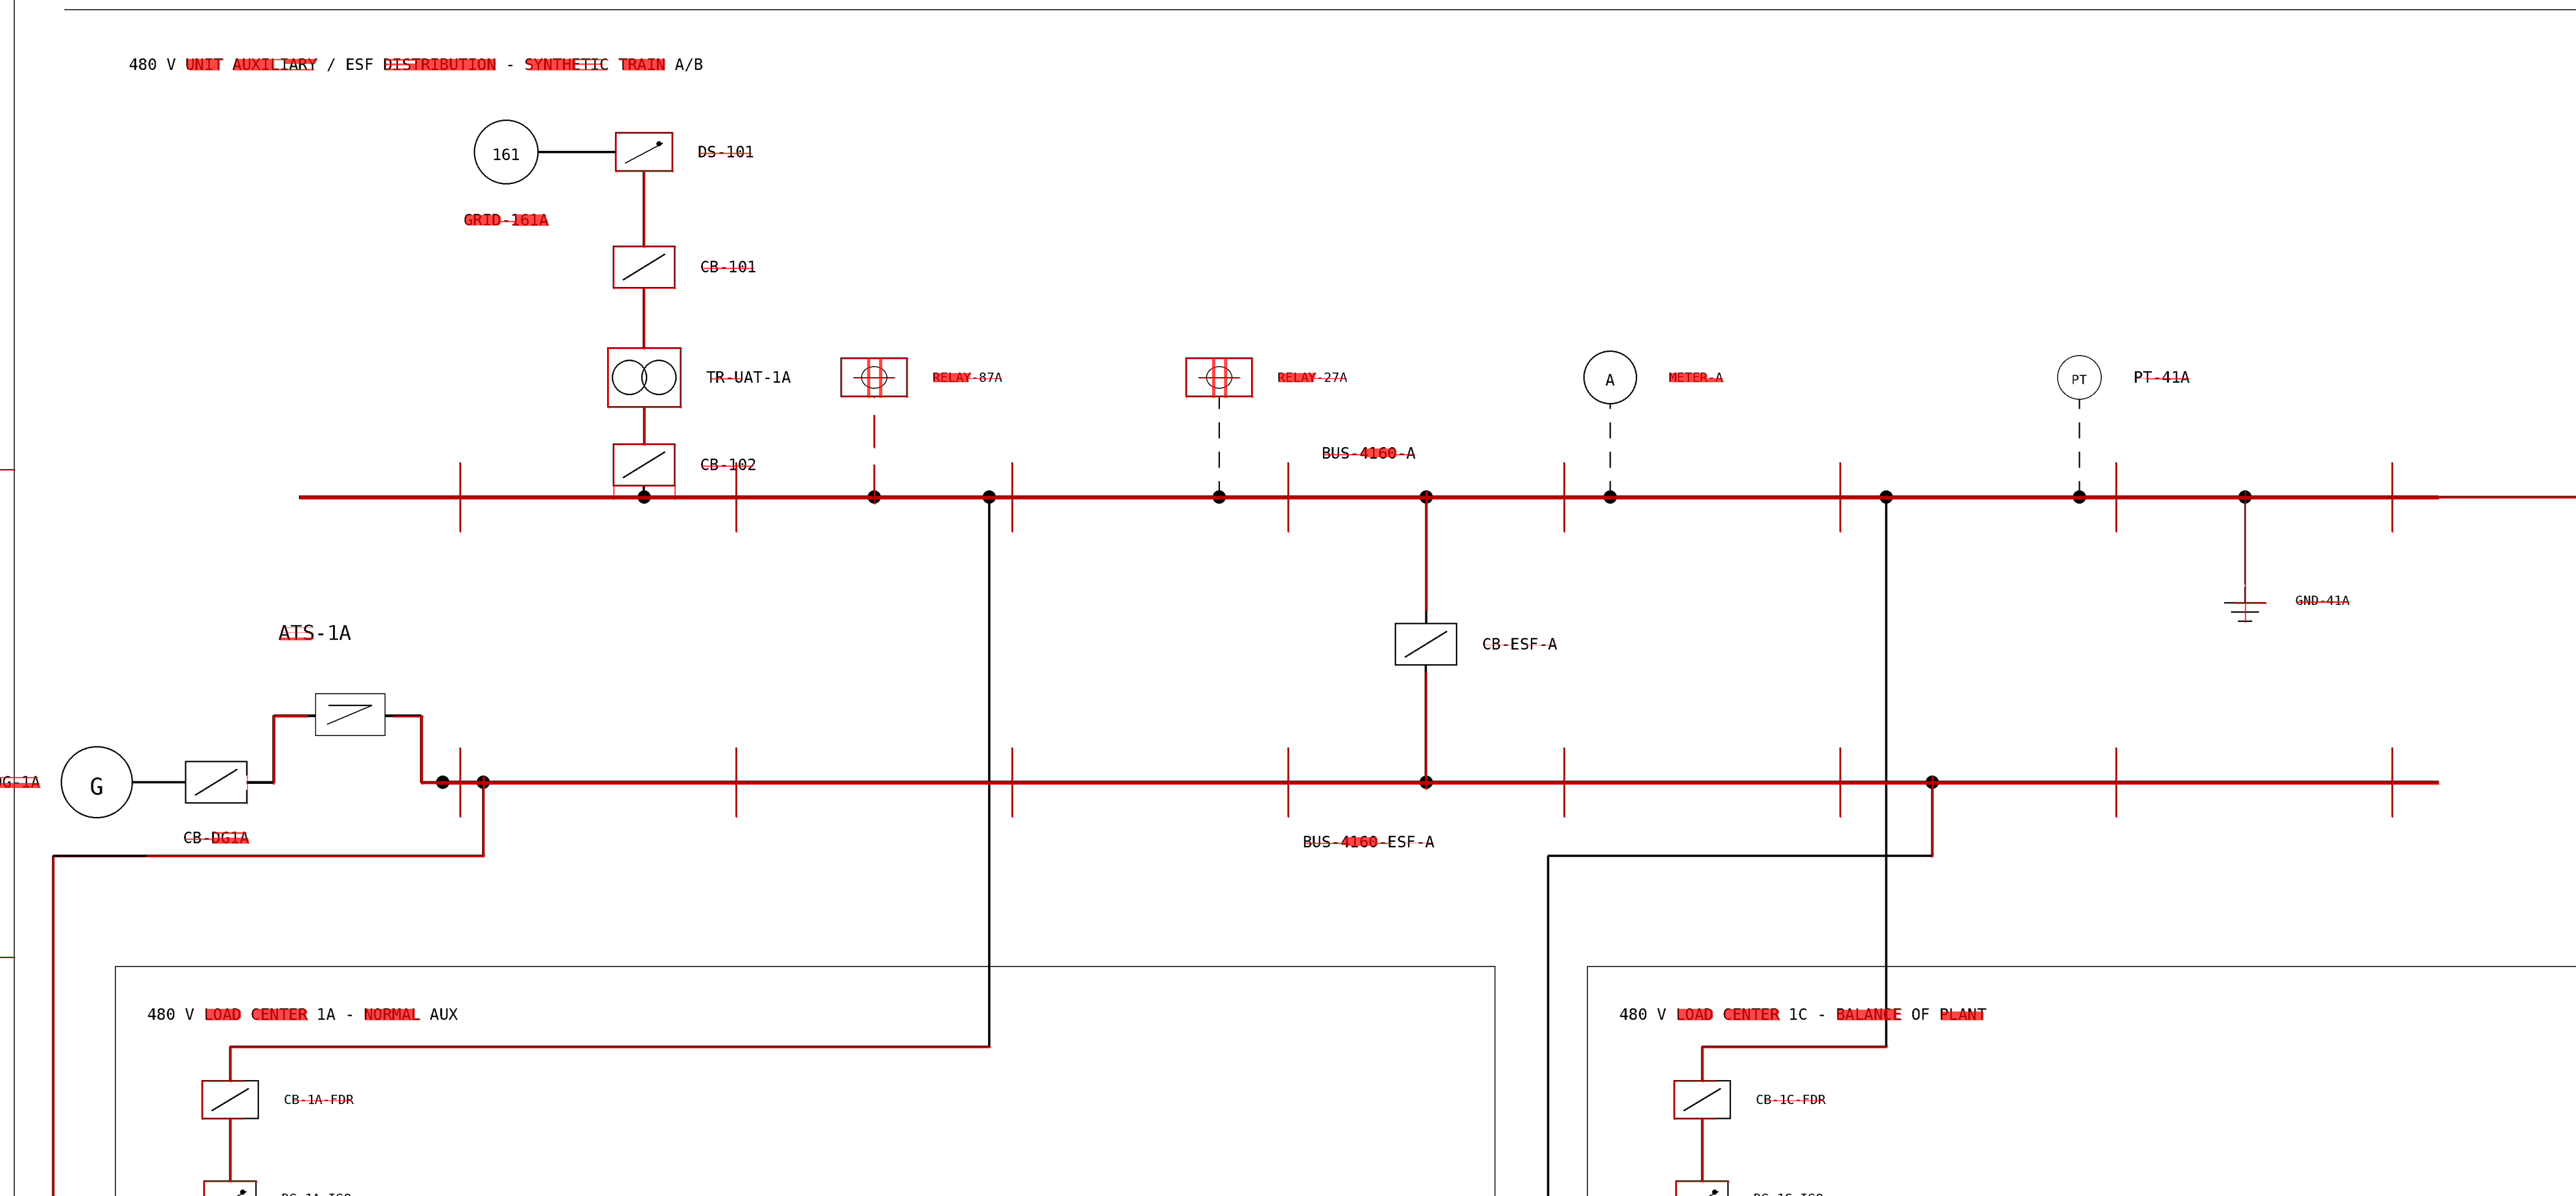 480 V UNIT AUXILIARY / ESF DISTRIBUTION - SYNTHETIC TRAIN A/B
161
DS-101
GRID-161A
CB-101
TR-UAT-1A
RELAY-87A
RELAY-27A
A
METER-A
PT
PT-41A
BUS-4160-A
CB-102
GND-41A
ATS-1A
CB-ESF-A
G-1A
G
CB-DG1A
BUS-4160-ESF-A
480 V LOAD CENTER 1A - NORMAL AUX
480 V LOAD CENTER 1C - BALANCE OF PLANT
CB-1A-FDR
CB-1C-FDR